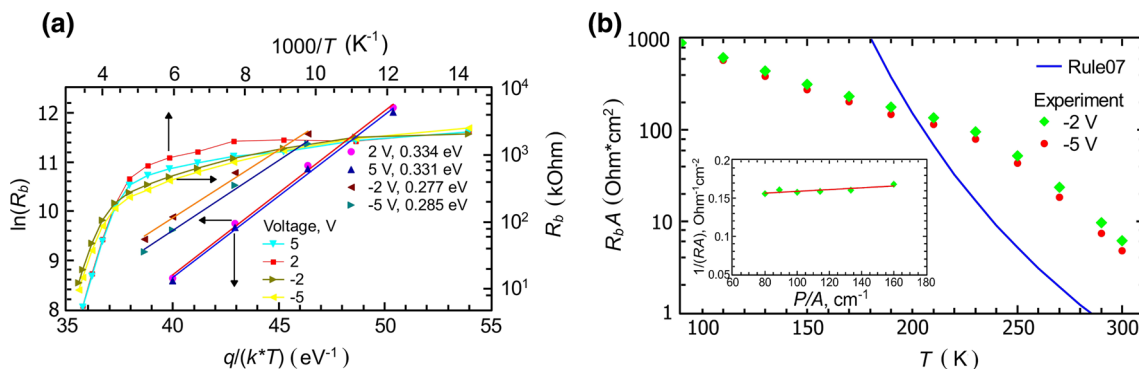 (a)
1000/T (K-1)
4 6 8 10 12 14
ln(Rb)
12
11
10
9
8
104
103
102
101
Rb (kOhm)
2 V, 0.334 eV
5 V, 0.331 eV
-2 V, 0.277 eV
-5 V, 0.285 eV
Voltage, V
5
2
-2
-5
35 40 45 50 55
q/(k*T) (eV-1)
(b)
RbA (Ohm*cm2)
1000
100
10
1
Rule07
Experiment
-2 V
-5 V
1/(RA), Ohm-1cm-2
0.2
0.15
0.10
0.05
60 80 100 120 140 160 180
P/A, cm-1
100 150 200 250 300
T (K)